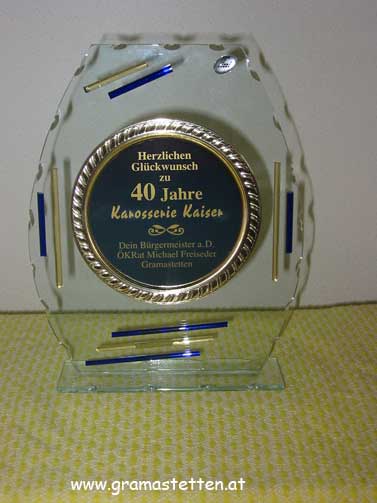 Herzlichen
Glückwunsch
zu
40 Jahre
Karosserie Kaiser
Dein Bürgermeister a.D.
ÖKRat Michael Freiseder
Gramastetten
www.gramastetten.at